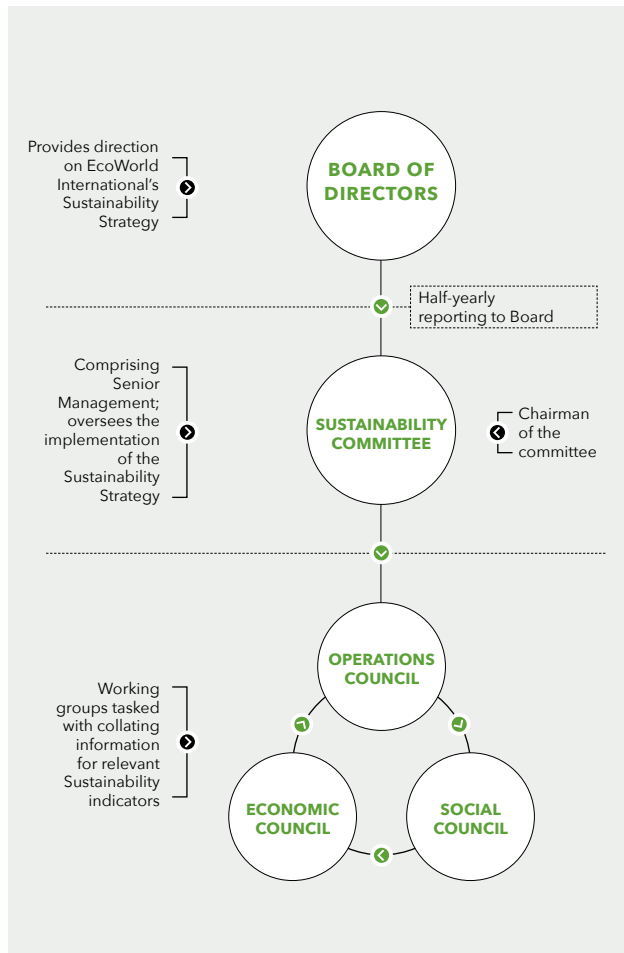 Provides direction
on EcoWorld
International's
Sustainability
Strategy
BOARD OF
DIRECTORS
Half-yearly
reporting to Board
Comprising
Senior
Management;
oversees the
implementation
of the
Sustainability
Strategy
SUSTAINABILITY
COMMITTEE
Chairman
of the
committee
OPERATIONS
COUNCIL
Working
groups tasked
with collating
information
for relevant
Sustainability
indicators
ECONOMIC
COUNCIL
SOCIAL
COUNCIL